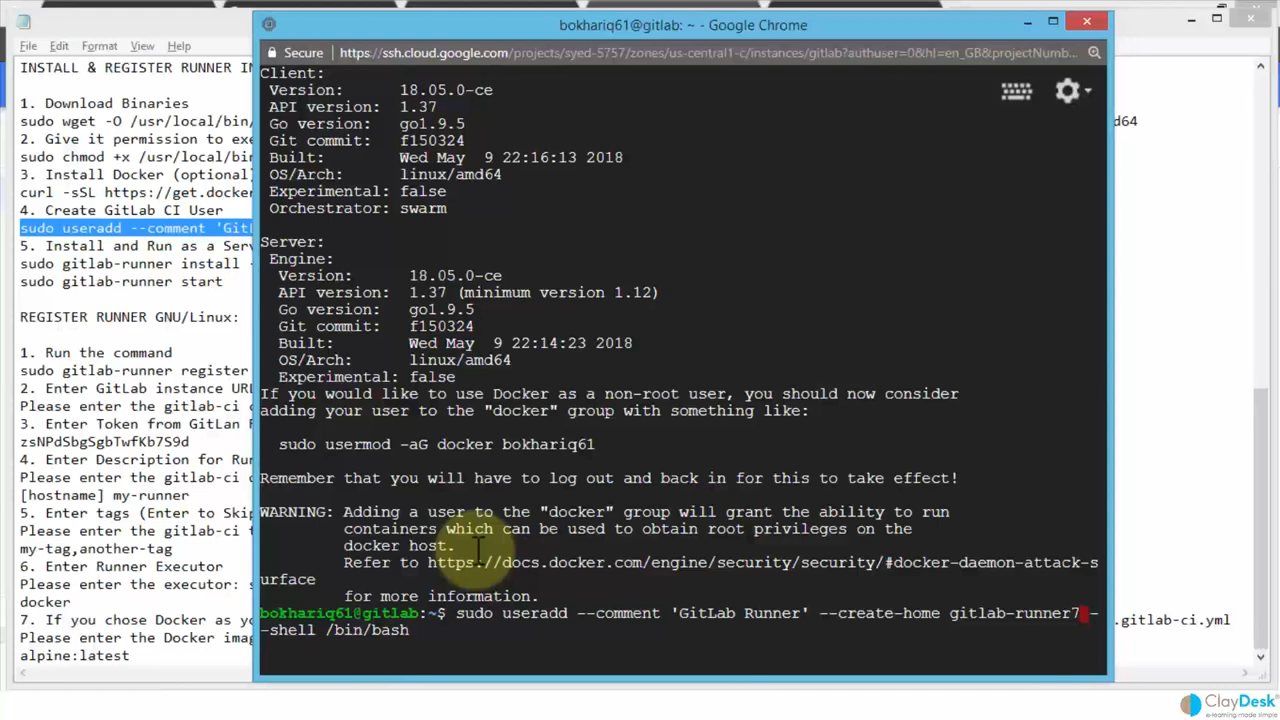 bokhariq61@gitlab: ~ - Google Chrome
File Edit Format View Help
Secure https://ssh.cloud.google.com/projects/syed-5757/zones/us-central1-c/instances/gitlab?authuser=0&hl=en_GB&projectNumb...
INSTALL & REGISTER RUNNER IN
1. Download Binaries
sudo wget -O /usr/local/bin/
d64
2. Give it permission to exe
sudo chmod +x /usr/local/bin
3. Install Docker (optional)
curl -sSL https://get.docker
4. Create GitLab CI User
sudo useradd --comment 'GitL
5. Install and Run as a Serv
sudo gitlab-runner install -
sudo gitlab-runner start
REGISTER RUNNER GNU/Linux:
1. Run the command
sudo gitlab-runner register
2. Enter GitLab instance URL
Please enter the gitlab-ci c
3. Enter Token from GitLan R
zsNPdSbgSgbTwfKb7S9d
4. Enter Description for Run
Please enter the gitlab-ci c
[hostname] my-runner
5. Enter tags (Enter to Skip
Please enter the gitlab-ci t
my-tag,another-tag
6. Enter Runner Executor
Please enter the executor: s
docker
7. If you chose Docker as yo
.gitlab-ci.yml
Please enter the Docker imag
alpine:latest
Client:
Version: 18.05.0-ce
API version: 1.37
Go version: go1.9.5
Git commit: f150324
Built: Wed May 9 22:16:13 2018
OS/Arch: linux/amd64
Experimental: false
Orchestrator: swarm
Server:
Engine:
Version: 18.05.0-ce
API version: 1.37 (minimum version 1.12)
Go version: go1.9.5
Git commit: f150324
Built: Wed May 9 22:14:23 2018
OS/Arch: linux/amd64
Experimental: false
If you would like to use Docker as a non-root user, you should now consider
adding your user to the "docker" group with something like:
sudo usermod -aG docker bokhariq61
Remember that you will have to log out and back in for this to take effect!
WARNING: Adding a user to the "docker" group will grant the ability to run
containers which can be used to obtain root privileges on the
docker host.
Refer to https://docs.docker.com/engine/security/security/#docker-daemon-attack-s
urface
for more information.
bokhariq61@gitlab:~$ sudo useradd --comment 'GitLab Runner' --create-home gitlab-runner7 -
-shell /bin/bash
ClayDesk
e-learning made simple